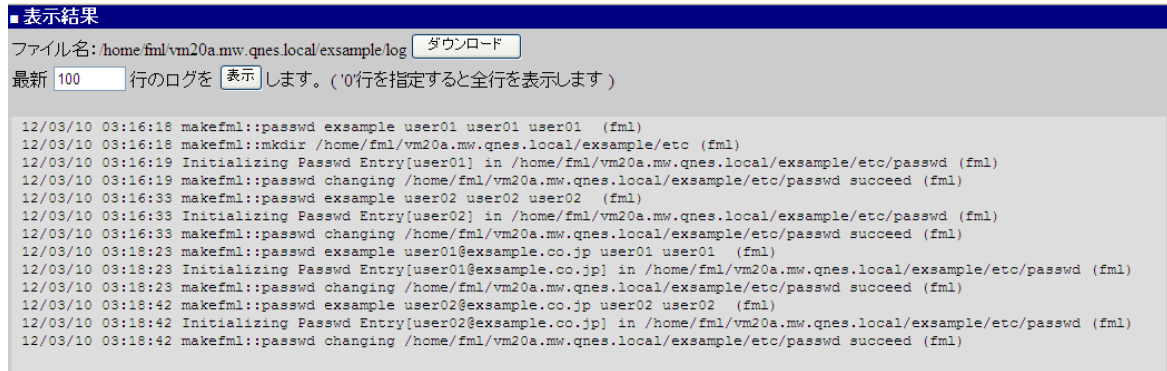 ■表示結果
ファイル名：/home/fml/vm20a.mw.qnes.local/exsample/log ダウンロード
最新 100 行のログを 表示 します。('0'行を指定すると全行を表示します)
12/03/10 03:16:18 makefml::passwd exsample user01 user01 user01 (fml)
12/03/10 03:16:18 makefml::mkdir /home/fml/vm20a.mw.qnes.local/exsample/etc (fml)
12/03/10 03:16:19 Initializing Passwd Entry[user01] in /home/fml/vm20a.mw.qnes.local/exsample/etc/passwd (fml)
12/03/10 03:16:19 makefml::passwd changing /home/fml/vm20a.mw.qnes.local/exsample/etc/passwd succeed (fml)
12/03/10 03:16:33 makefml::passwd exsample user02 user02 user02 (fml)
12/03/10 03:16:33 Initializing Passwd Entry[user02] in /home/fml/vm20a.mw.qnes.local/exsample/etc/passwd (fml)
12/03/10 03:16:33 makefml::passwd changing /home/fml/vm20a.mw.qnes.local/exsample/etc/passwd succeed (fml)
12/03/10 03:18:23 makefml::passwd exsample user01@exsample.co.jp user01 user01 (fml)
12/03/10 03:18:23 Initializing Passwd Entry[user01@exsample.co.jp] in /home/fml/vm20a.mw.qnes.local/exsample/etc/passwd (fml)
12/03/10 03:18:23 makefml::passwd changing /home/fml/vm20a.mw.qnes.local/exsample/etc/passwd succeed (fml)
12/03/10 03:18:42 makefml::passwd exsample user02@exsample.co.jp user02 user02 (fml)
12/03/10 03:18:42 Initializing Passwd Entry[user02@exsample.co.jp] in /home/fml/vm20a.mw.qnes.local/exsample/etc/passwd (fml)
12/03/10 03:18:42 makefml::passwd changing /home/fml/vm20a.mw.qnes.local/exsample/etc/passwd succeed (fml)